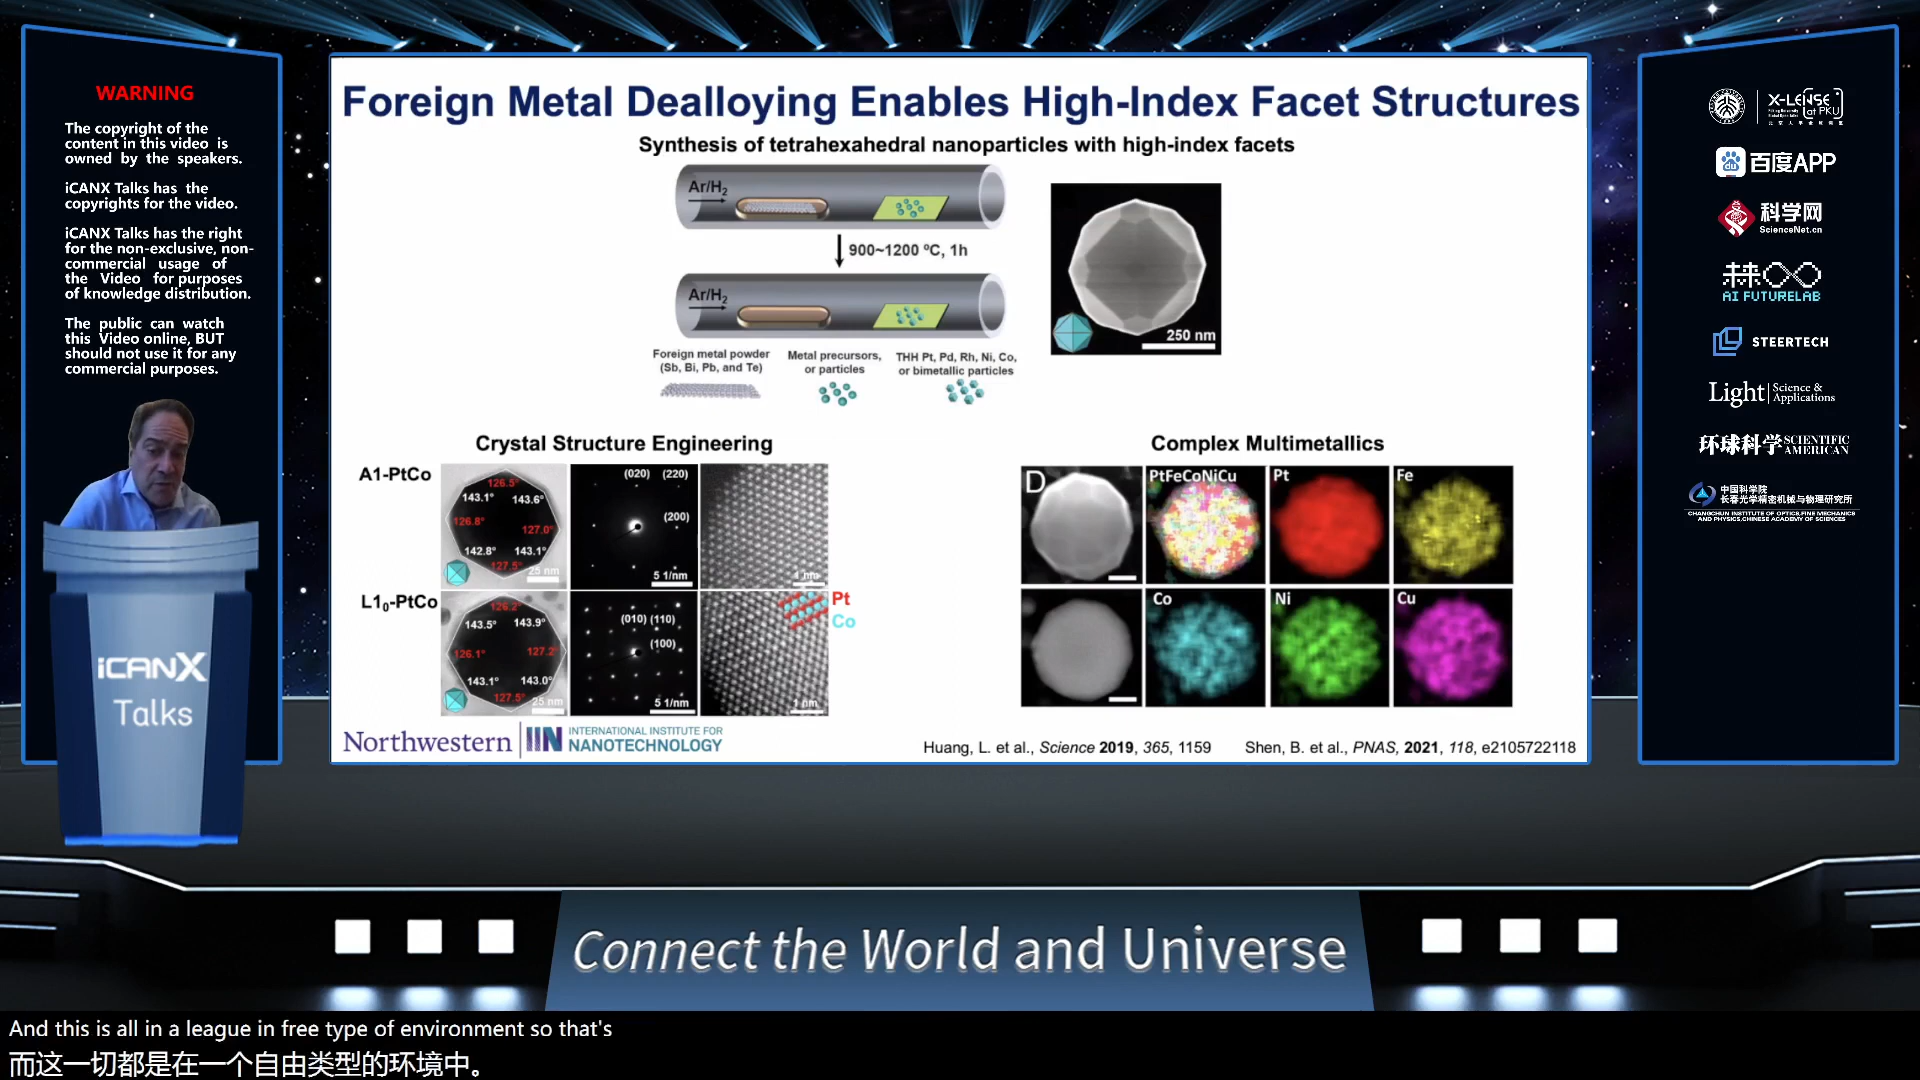 WARNING
The copyright of the
content in this video is
owned by the speakers.
iCANX Talks has the
copyrights for the video.
iCANX Talks has the right
for the non-exclusive, non-
commercial usage of
the Video for purposes
of knowledge distribution.
The public can watch
this Video online, BUT
should not use it for any
commercial purposes.
iCANX
Talks
Foreign Metal Dealloying Enables High-Index Facet Structures
Synthesis of tetrahexahedral nanoparticles with high-index facets
Ar/H2
900~1200 ºC, 1h
Ar/H2
Foreign metal powder
(Sb, Bi, Pb, and Te)
Metal precursors,
or particles
THH Pt, Pd, Rh, Ni, Co,
or bimetallic particles
250 nm
Crystal Structure Engineering
A1-PtCo
126.5°
143.1° 143.6°
126.8° 127.0°
142.8° 143.1°
127.5°
25 nm
(020) (220)
(200)
5 1/nm
1 nm
L10-PtCo
126.2°
143.5° 143.9°
126.1° 127.2°
143.1° 143.0°
127.5°
25 nm
(010) (110)
(100)
5 1/nm
1 nm
Pt
Co
Complex Multimetallics
D
PtFeCoNiCu
Pt
Fe
Co
Ni
Cu
Northwestern
IIN
INTERNATIONAL INSTITUTE FOR
NANOTECHNOLOGY
Huang, L. et al., Science 2019, 365, 1159
Shen, B. et al., PNAS, 2021, 118, e2105722118
X-LENSE
at PKU
百度APP
科学网
ScienceNet.cn
AI FUTURELAB
STEERTECH
Light Science &
Applications
环球科学 SCIENTIFIC
AMERICAN
中国科学院
长春光学精密机械与物理研究所
CHANGCHUN INSTITUTE OF OPTICS,FINE MECHANICS
AND PHYSICS,CHINESE ACADEMY OF SCIENCES
Connect the World and Universe
And this is all in a league in free type of environment so that's
而这一切都是在一个自由类型的环境中。